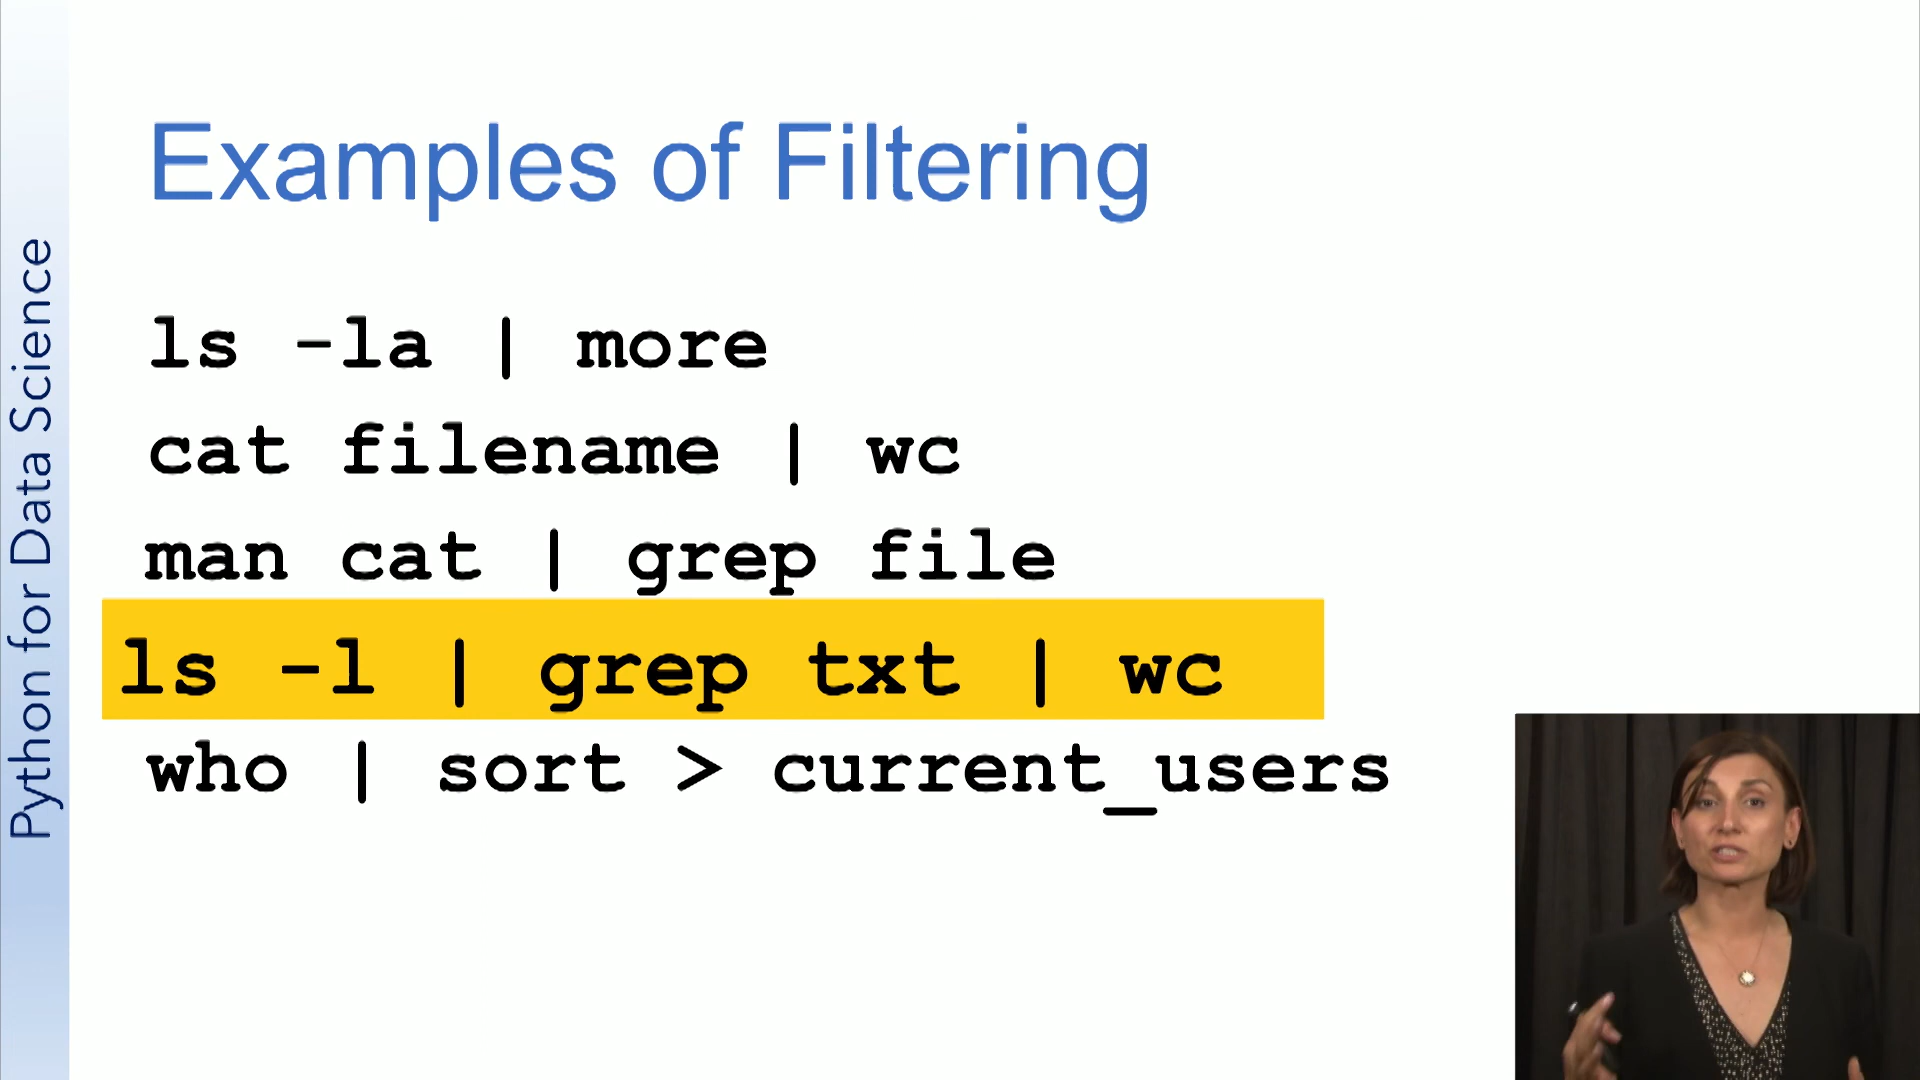 Python for Data Science
Examples of Filtering
ls -la | more
cat filename | wc
man cat | grep file
ls -l | grep txt | wc
who | sort > current_users